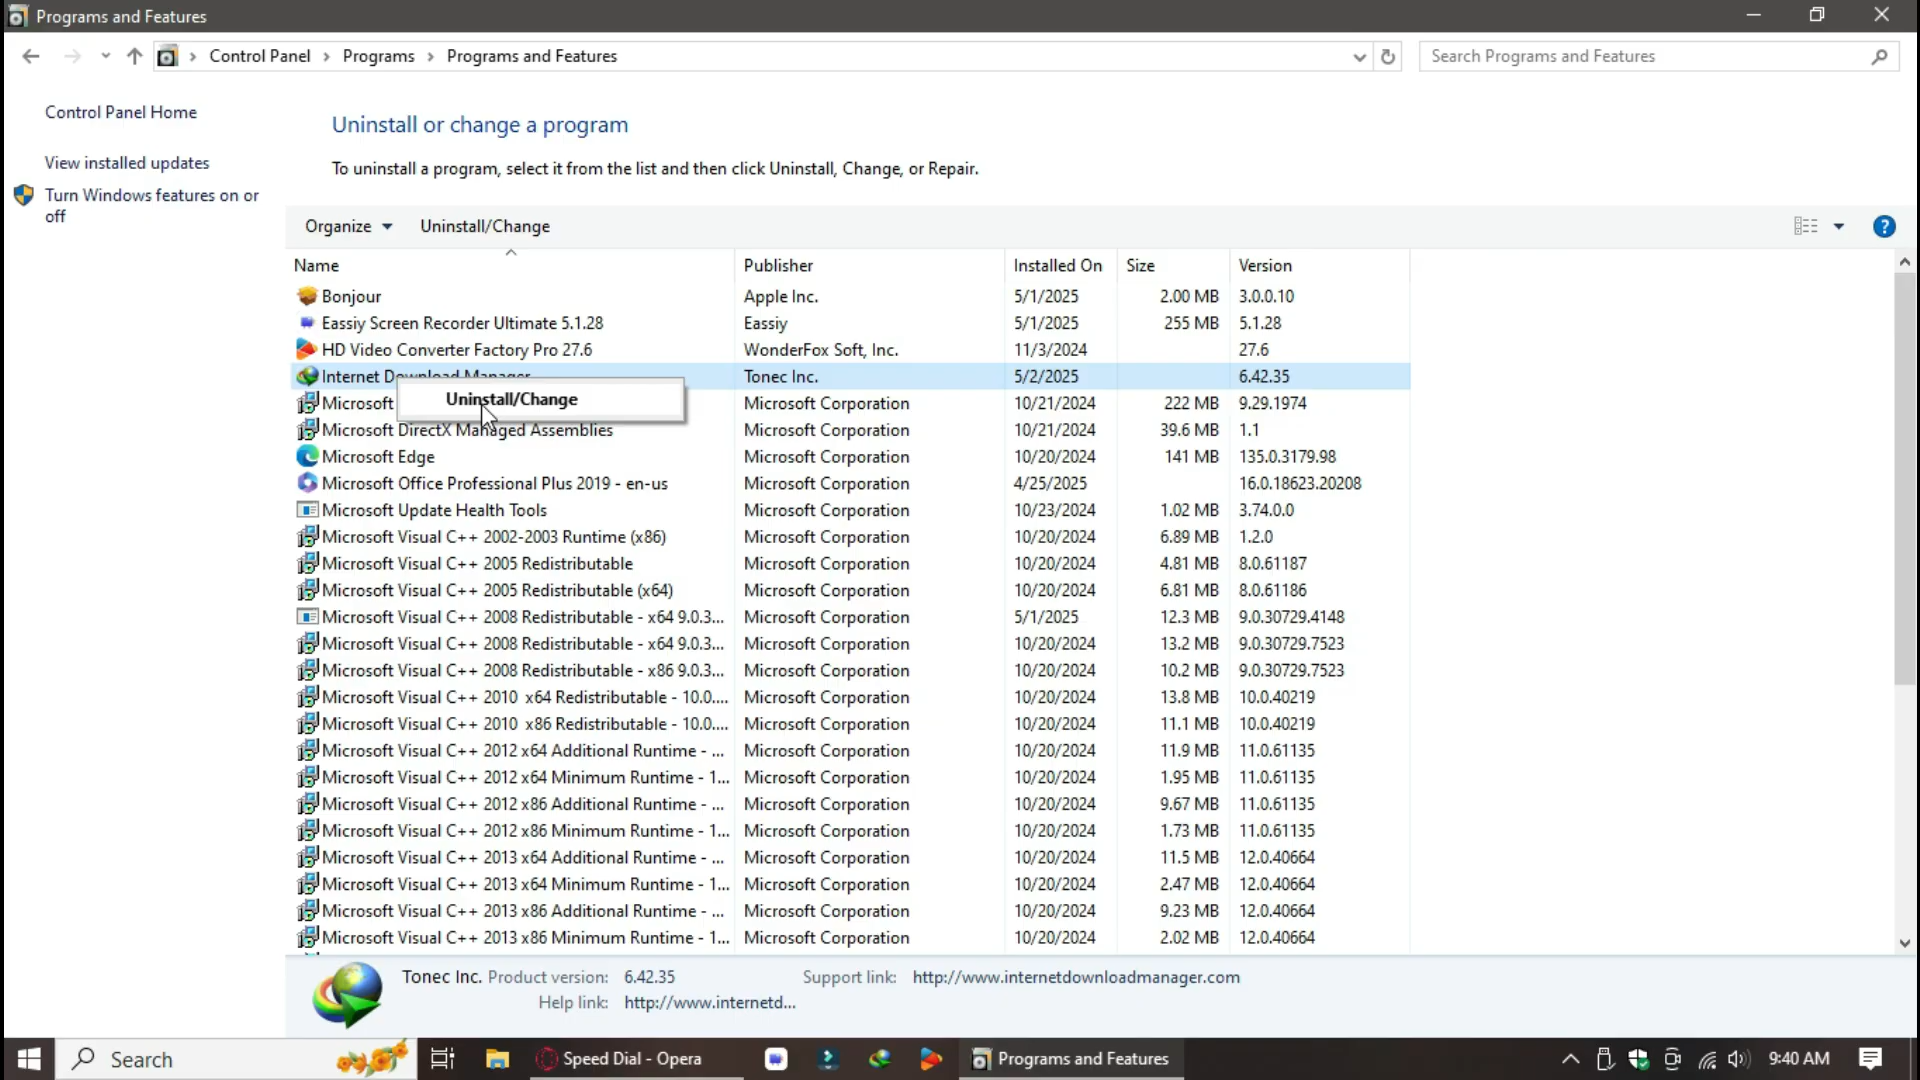 Programs and Features
Control Panel > Programs > Programs and Features
Search Programs and Features
Control Panel Home
View installed updates
Turn Windows features on or
off
Uninstall or change a program
To uninstall a program, select it from the list and then click Uninstall, Change, or Repair.
Organize Uninstall/Change
Name Publisher Installed On Size Version
Bonjour Apple Inc. 5/1/2025 2.00 MB 3.0.0.10
Eassiy Screen Recorder Ultimate 5.1.28 Eassiy 5/1/2025 255 MB 5.1.28
HD Video Converter Factory Pro 27.6 WonderFox Soft, Inc. 11/3/2024 27.6
Internet Download Manager Tonec Inc. 5/2/2025 6.42.35
Uninstall/Change
Microsoft Microsoft Corporation 10/21/2024 222 MB 9.29.1974
Microsoft DirectX Managed Assemblies Microsoft Corporation 10/21/2024 39.6 MB 1.1
Microsoft Edge Microsoft Corporation 10/20/2024 141 MB 135.0.3179.98
Microsoft Office Professional Plus 2019 - en-us Microsoft Corporation 4/25/2025 16.0.18623.20208
Microsoft Update Health Tools Microsoft Corporation 10/23/2024 1.02 MB 3.74.0.0
Microsoft Visual C++ 2002-2003 Runtime (x86) Microsoft Corporation 10/20/2024 6.89 MB 1.2.0
Microsoft Visual C++ 2005 Redistributable Microsoft Corporation 10/20/2024 4.81 MB 8.0.61187
Microsoft Visual C++ 2005 Redistributable (x64) Microsoft Corporation 10/20/2024 6.81 MB 8.0.61186
Microsoft Visual C++ 2008 Redistributable - x64 9.0.3... Microsoft Corporation 5/1/2025 12.3 MB 9.0.30729.4148
Microsoft Visual C++ 2008 Redistributable - x64 9.0.3... Microsoft Corporation 10/20/2024 13.2 MB 9.0.30729.7523
Microsoft Visual C++ 2008 Redistributable - x86 9.0.3... Microsoft Corporation 10/20/2024 10.2 MB 9.0.30729.7523
Microsoft Visual C++ 2010 x64 Redistributable - 10.0.... Microsoft Corporation 10/20/2024 13.8 MB 10.0.40219
Microsoft Visual C++ 2010 x86 Redistributable - 10.0.... Microsoft Corporation 10/20/2024 11.1 MB 10.0.40219
Microsoft Visual C++ 2012 x64 Additional Runtime - ... Microsoft Corporation 10/20/2024 11.9 MB 11.0.61135
Microsoft Visual C++ 2012 x64 Minimum Runtime - 1... Microsoft Corporation 10/20/2024 1.95 MB 11.0.61135
Microsoft Visual C++ 2012 x86 Additional Runtime - ... Microsoft Corporation 10/20/2024 9.67 MB 11.0.61135
Microsoft Visual C++ 2012 x86 Minimum Runtime - 1... Microsoft Corporation 10/20/2024 1.73 MB 11.0.61135
Microsoft Visual C++ 2013 x64 Additional Runtime - ... Microsoft Corporation 10/20/2024 11.5 MB 12.0.40664
Microsoft Visual C++ 2013 x64 Minimum Runtime - 1... Microsoft Corporation 10/20/2024 2.47 MB 12.0.40664
Microsoft Visual C++ 2013 x86 Additional Runtime - ... Microsoft Corporation 10/20/2024 9.23 MB 12.0.40664
Microsoft Visual C++ 2013 x86 Minimum Runtime - 1... Microsoft Corporation 10/20/2024 2.02 MB 12.0.40664
Tonec Inc. Product version: 6.42.35 Support link: http://www.internetdownloadmanager.com
Help link: http://www.internetd...
Search Speed Dial - Opera Programs and Features 9:40 AM